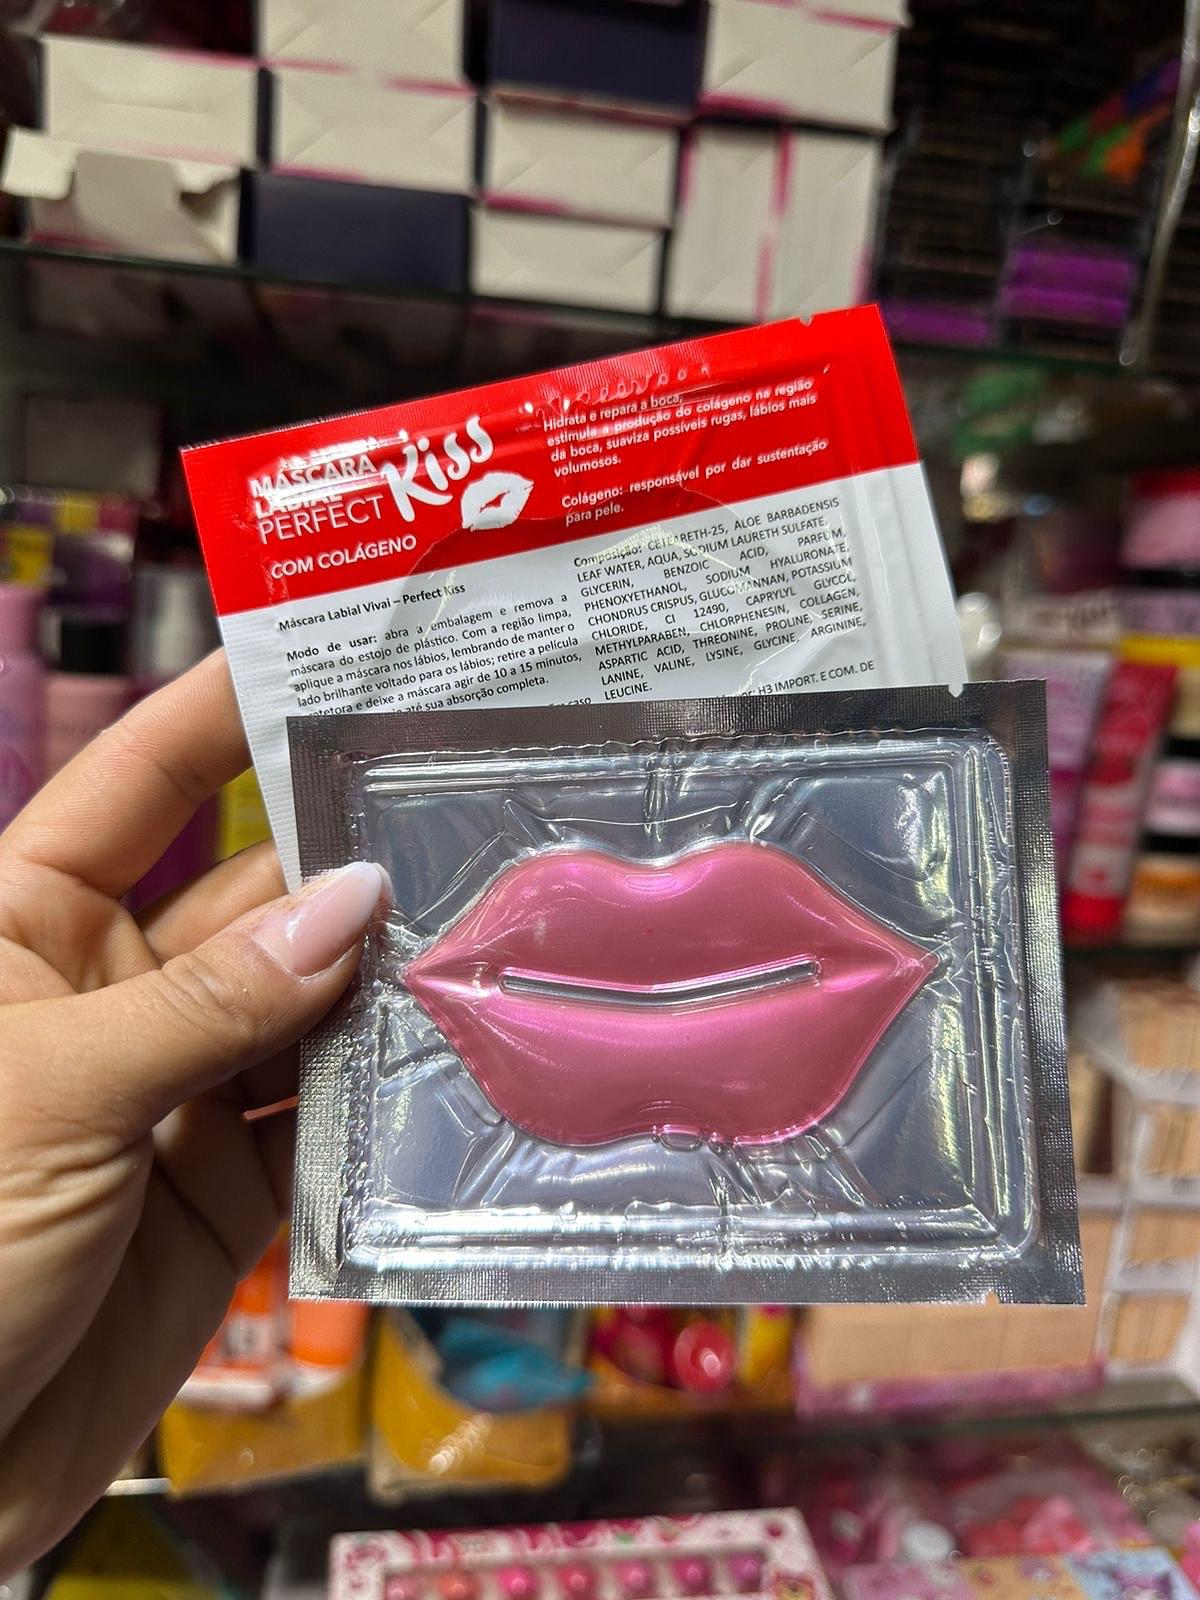 MÁSCARA
LABIAL
PERFECT
Kiss
COM COLÁGENO
Hidrata e repara a boca,
estimula a produção do colágeno na região
da boca, suaviza possíveis rugas, lábios mais
volumosos.
Colágeno: responsável por dar sustentação
para pele.
Máscara Labial Vivai – Perfect Kiss
Modo de usar: abra a embalagem e remova a
máscara do estojo de plástico. Com a região limpa,
aplique a máscara nos lábios, lembrando de manter o
lado brilhante voltado para os lábios; retire a película
rotetora e deixe a máscara agir de 10 a 15 minutos,
até sua absorção completa.
caso
Composição: CETEARETH-25, ALOE BARBADENSIS
LEAF WATER, AQUA, SODIUM LAURETH SULFATE,
GLYCERIN, BENZOIC ACID, PARFUM,
PHENOXYETHANOL, SODIUM HYALURONATE,
CHONDRUS CRISPUS, GLUCOMANNAN, POTASSIUM
CHLORIDE, CI 12490, CAPRYLYL GLYCOL,
METHYLPARABEN, CHLORPHENESIN, COLLAGEN,
ASPARTIC ACID, THREONINE, PROLINE, SERINE,
LANINE, VALINE, LYSINE, GLYCINE, ARGININE,
LEUCINE.
H3 IMPORT. E COM. DE